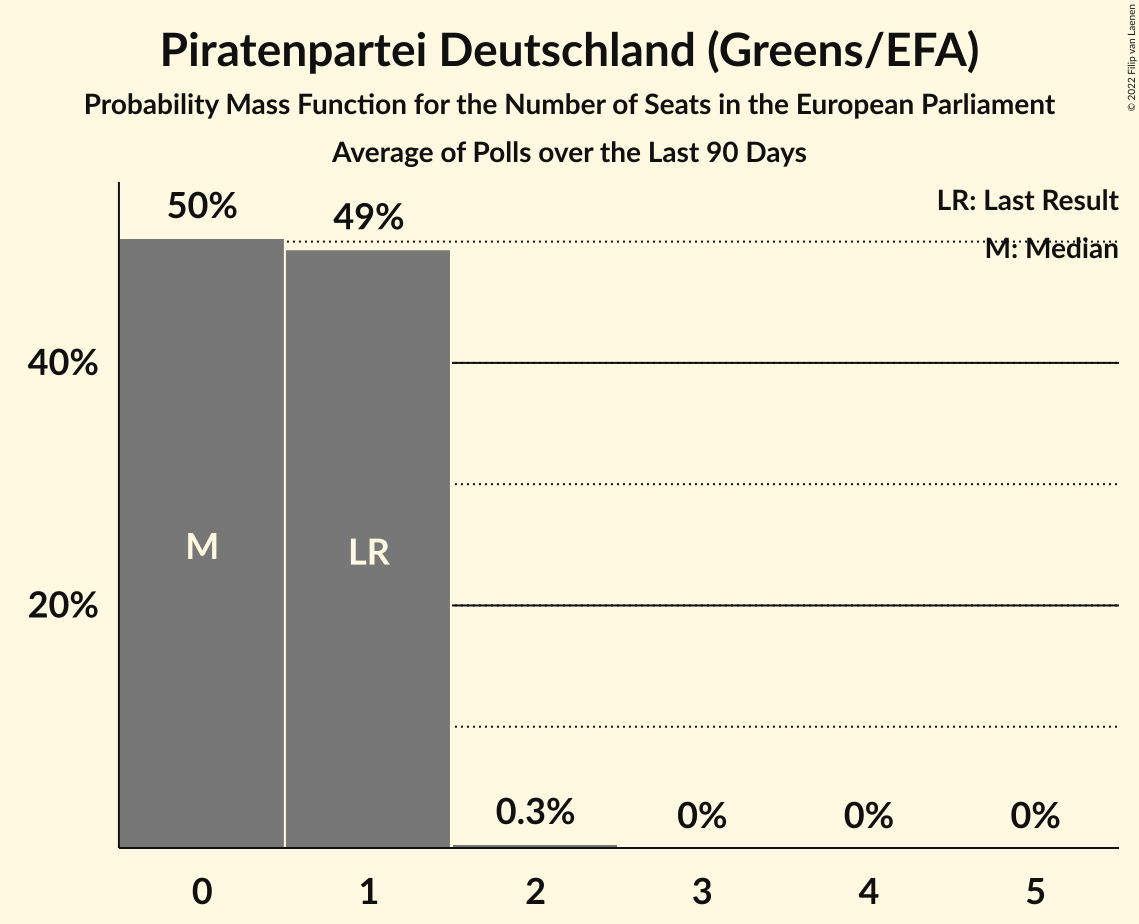 Piratenpartei Deutschland (Greens/EFA)
Probability Mass Function for the Number of Seats in the European Parliament
Average of Polls over the Last 90 Days
© 2022 Filip van Laenen
LR: Last Result
M: Median
50%
49%
40%
M
LR
20%
0.3%
0%
0%
0%
0
1
2
3
4
5